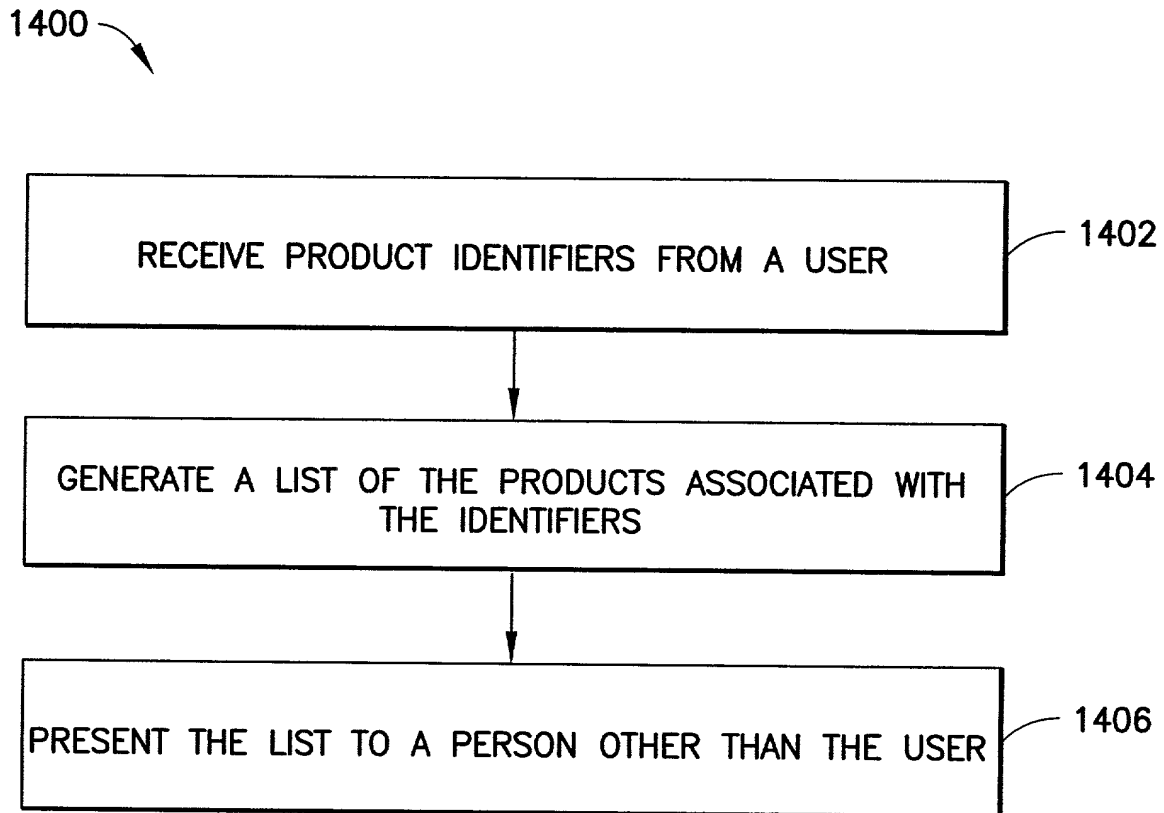 1400
RECEIVE PRODUCT IDENTIFIERS FROM A USER
1402
GENERATE A LIST OF THE PRODUCTS ASSOCIATED WITH
THE IDENTIFIERS
1404
PRESENT THE LIST TO A PERSON OTHER THAN THE USER
1406